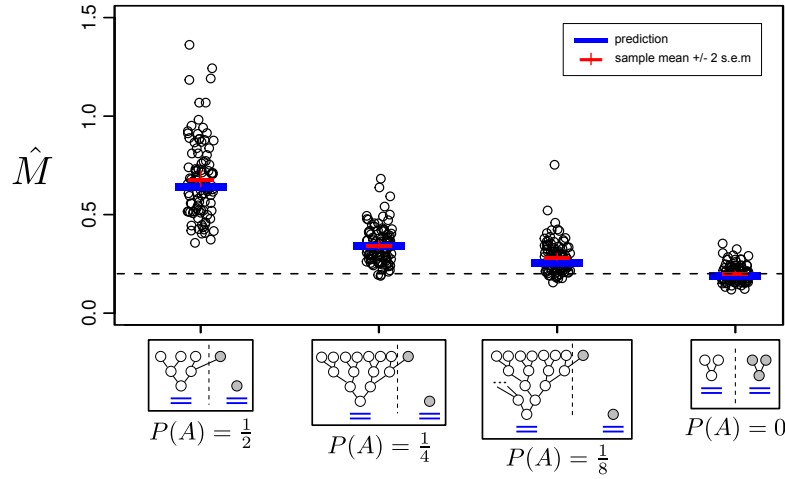 1.5
prediction
sample mean +/- 2 s.e.m
1.0
M̂
0.5
0.0
P(A) = 1/2
P(A) = 1/4
P(A) = 1/8
P(A) = 0